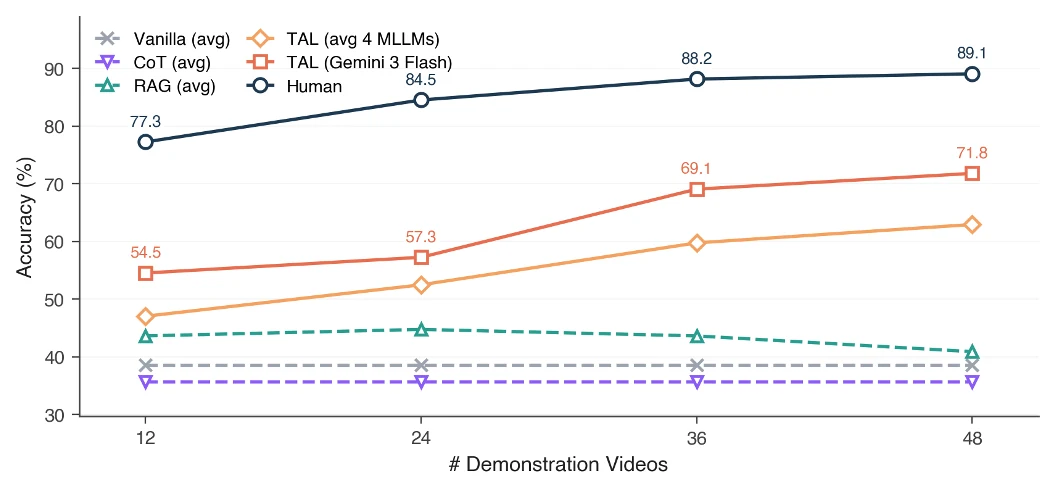 Vanilla (avg)
CoT (avg)
RAG (avg)
TAL (avg 4 MLLMs)
TAL (Gemini 3 Flash)
Human
Accuracy (%)
90
80
70
60
50
40
30
77.3
84.5
88.2
89.1
54.5
57.3
69.1
71.8
12
24
36
48
# Demonstration Videos